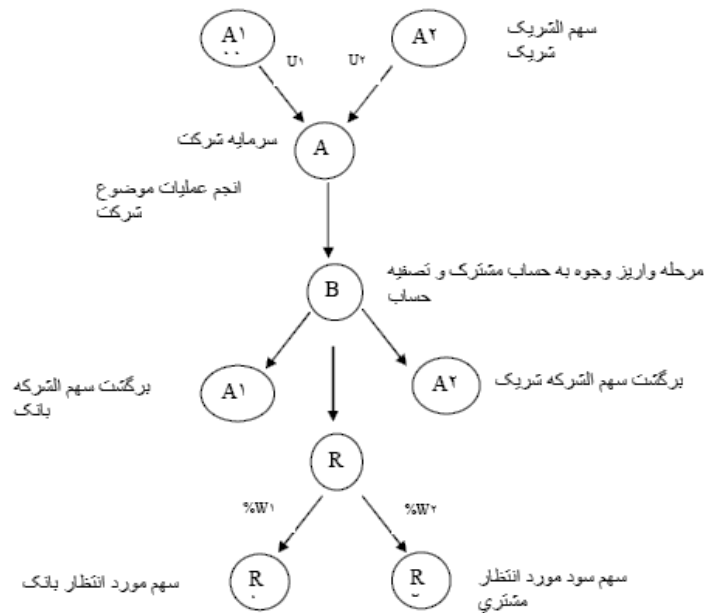 A۱
A۲
سهم الشریک
شریک
U۱
U۲
سرمایه شرکت
A
انجم عملیات موضوع
شرکت
B
مرحله واریز وجوه به حساب مشترک و تصفیه
حساب
برگشت سهم الشرکه
بانک
A۱
A۲
برگشت سهم الشرکه شریک
R
%W۱
%W۲
سهم مورد انتظار بانک
R
R
سهم سود مورد انتظار
مشتري